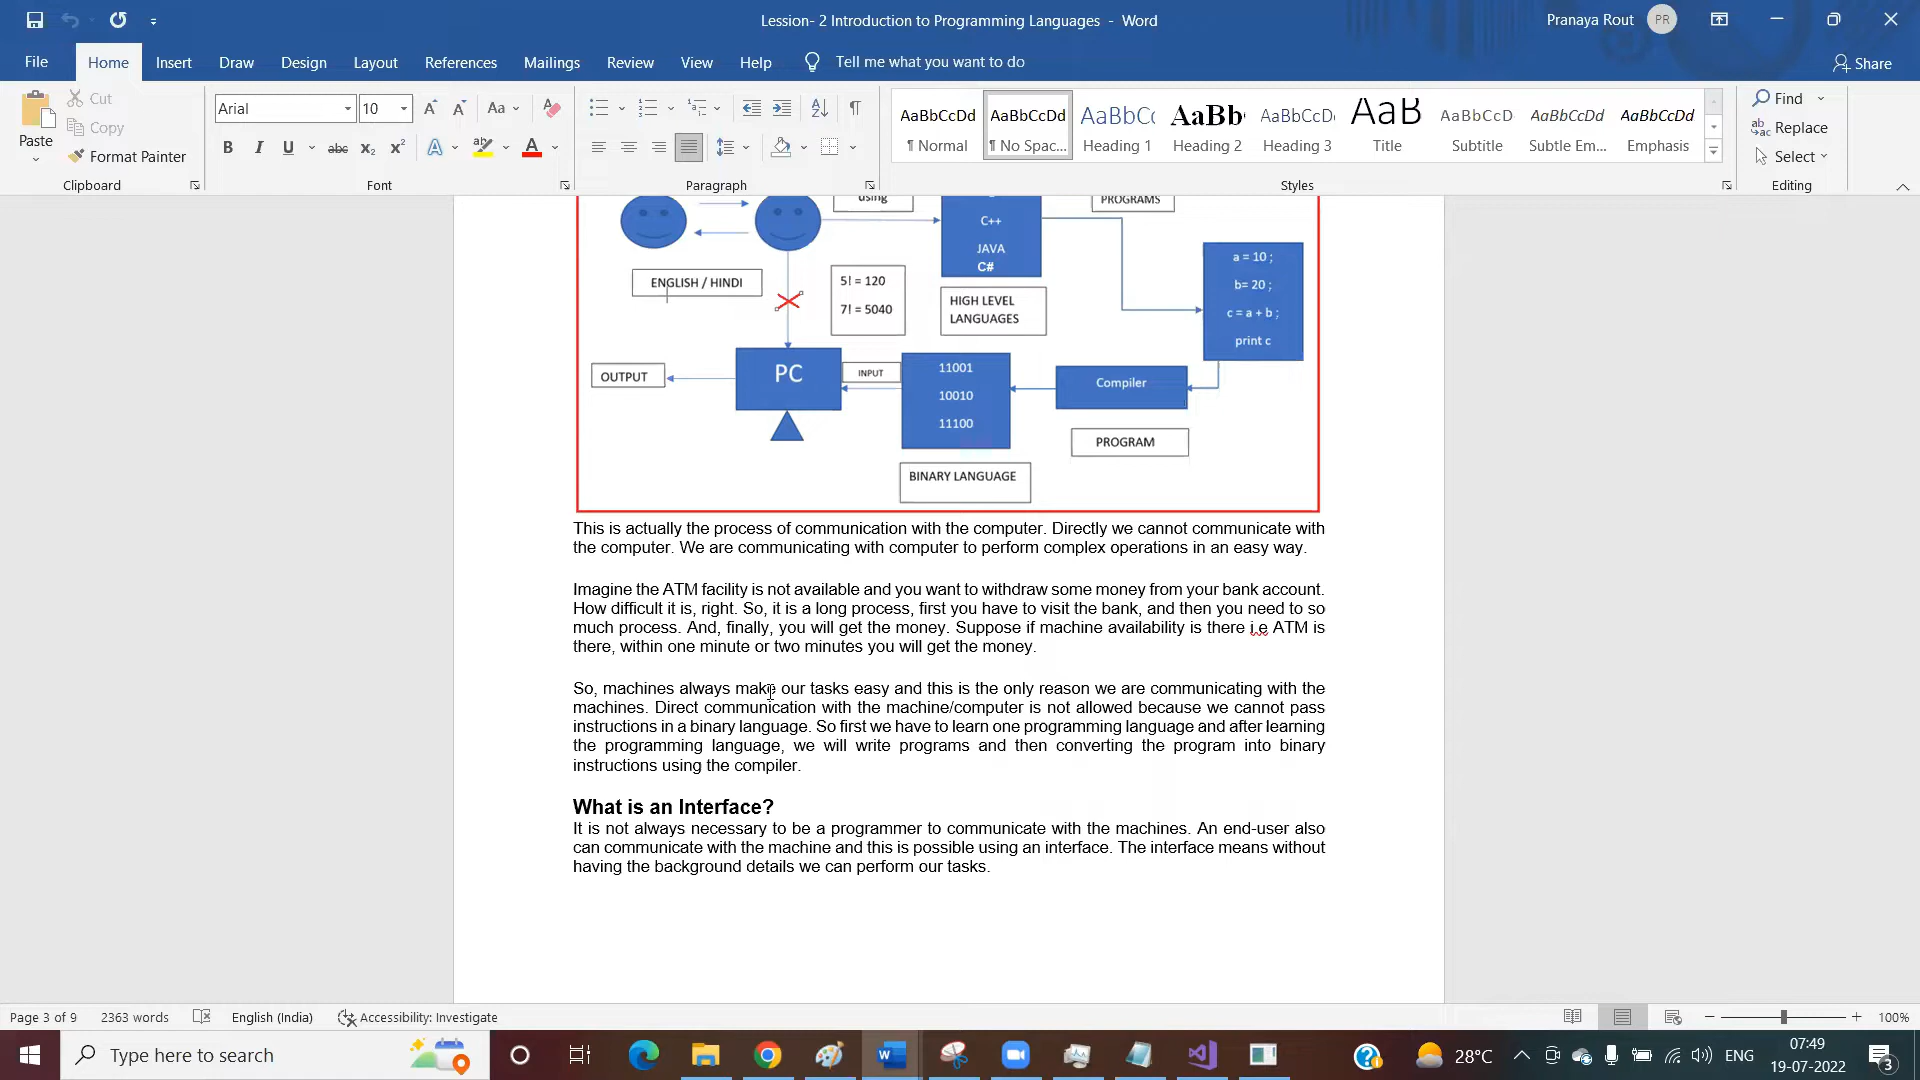 Lession- 2 Introduction to Programming Languages - Word
Pranaya Rout
PR
File
Home
Insert
Draw
Design
Layout
References
Mailings
Review
View
Help
Tell me what you want to do
Share
Paste
Cut
Copy
Format Painter
Clipboard
Arial
10
Aa
B I U abc x₂ x² A ab A
Font
Paragraph
AaBbCcDd
¶ Normal
AaBbCcDd
¶ No Spac...
AaBbC
Heading 1
AaBb
Heading 2
AaBbCcD
Heading 3
AaB
Title
AaBbCcD
Subtitle
AaBbCcDd
Subtle Em...
AaBbCcDd
Emphasis
Styles
Find
Replace
Select
Editing
using
C++
JAVA
C#
PROGRAMS
ENGLISH / HINDI
5! = 120
7! = 5040
HIGH LEVEL
LANGUAGES
a = 10 ;
b= 20 ;
c = a + b ;
print c
OUTPUT
PC
INPUT
11001
10010
11100
Compiler
PROGRAM
BINARY LANGUAGE
This is actually the process of communication with the computer. Directly we cannot communicate with
the computer. We are communicating with computer to perform complex operations in an easy way.
Imagine the ATM facility is not available and you want to withdraw some money from your bank account.
How difficult it is, right. So, it is a long process, first you have to visit the bank, and then you need to so
much process. And, finally, you will get the money. Suppose if machine availability is there i.e ATM is
there, within one minute or two minutes you will get the money.
So, machines always make our tasks easy and this is the only reason we are communicating with the
machines. Direct communication with the machine/computer is not allowed because we cannot pass
instructions in a binary language. So first we have to learn one programming language and after learning
the programming language, we will write programs and then converting the program into binary
instructions using the compiler.
What is an Interface?
It is not always necessary to be a programmer to communicate with the machines. An end-user also
can communicate with the machine and this is possible using an interface. The interface means without
having the background details we can perform our tasks.
Page 3 of 9
2363 words
English (India)
Accessibility: Investigate
100%
Type here to search
28°C
ENG
07:49
19-07-2022
3